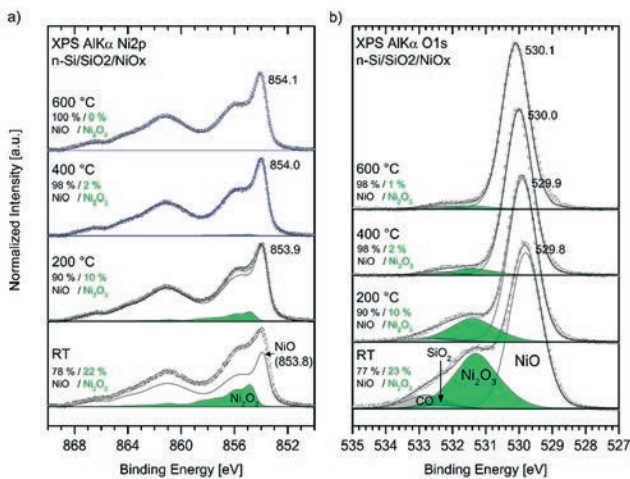 a)
XPS AlKα Ni2p
n-Si/SiO2/NiOx
854.1
600 °C
100 % / 0 %
NiO / Ni2O3
400 °C
98 % / 2 %
NiO / Ni2O3
854.0
200 °C
90 % / 10 %
NiO / Ni2O3
853.9
RT
78 % / 22 %
NiO / Ni2O3
NiO
(853.8)
Ni2O3
868 864 860 856 852
Binding Energy [eV]
Normalized Intensity [a.u.]
b)
XPS AlKα O1s
n-Si/SiO2/NiOx
530.1
600 °C
98 % / 1 %
NiO / Ni2O3
530.0
400 °C
98 % / 2 %
NiO / Ni2O3
529.9
200 °C
90 % / 10 %
NiO / Ni2O3
529.8
RT
77 % / 23 %
NiO / Ni2O3
SiO2
CO
Ni2O3
NiO
535 534 533 532 531 530 529 528 527
Binding Energy [eV]